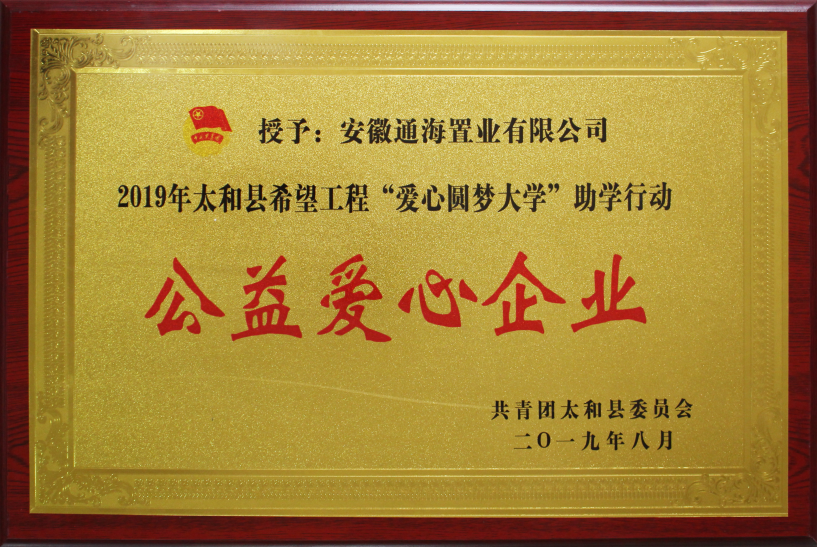 授予：安徽通海置业有限公司
2019年太和县希望工程“爱心圆梦大学”助学行动
公益爱心企业
共青团太和县委员会
二〇一九年八月